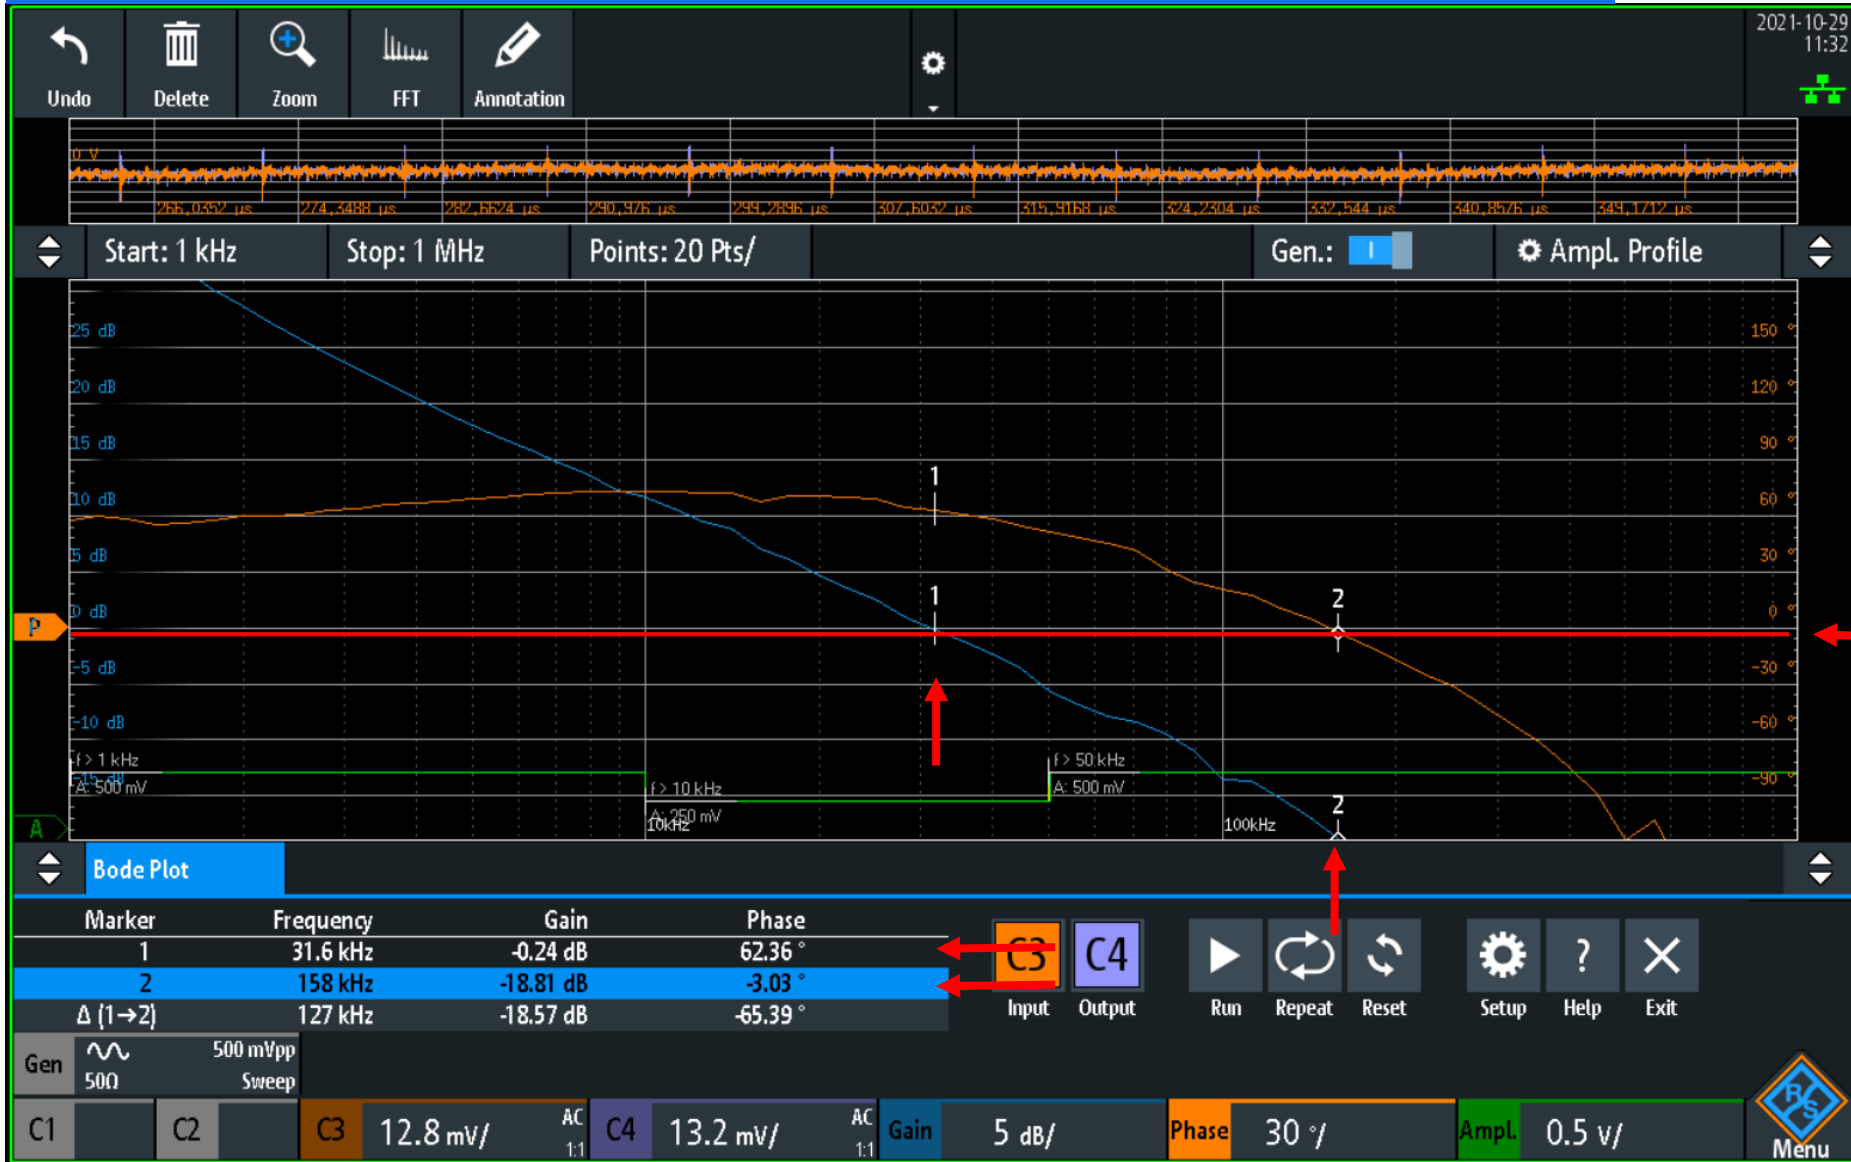 2021-10-29
11:32
Undo
Delete
Zoom
FFT
Annotation
0 V
266,0352 µs
274,3488 µs
282,6624 µs
290,976 µs
299,2896 µs
307,6032 µs
315,9168 µs
324,2304 µs
332,544 µs
340,8576 µs
349,1712 µs
Start: 1 kHz
Stop: 1 MHz
Points: 20 Pts/
Gen.:
Ampl. Profile
25 dB
150 °
20 dB
120 °
15 dB
90 °
1
10 dB
60 °
5 dB
30 °
1
2
0 dB
0 °
P
-5 dB
-30 °
-10 dB
-60 °
f > 1 kHz
f > 50 kHz
-15 dB
-90 °
A: 500 mV
f > 10 kHz
A: 500 mV
2
A: 250 mV
A
10kHz
100kHz
Bode Plot
Marker Frequency Gain Phase
1 31.6 kHz -0.24 dB 62.36 °
2 158 kHz -18.81 dB -3.03 °
Δ (1→2) 127 kHz -18.57 dB -65.39 °
C3
C4
?
Input
Output
Run
Repeat
Reset
Setup
Help
Exit
Gen
500 mVpp
50Ω
Sweep
C1
C2
C3
12.8 mV/
AC
1:1
C4
13.2 mV/
AC
1:1
Gain
5 dB/
Phase
30 °/
Ampl.
0.5 V/
R/S
Menu